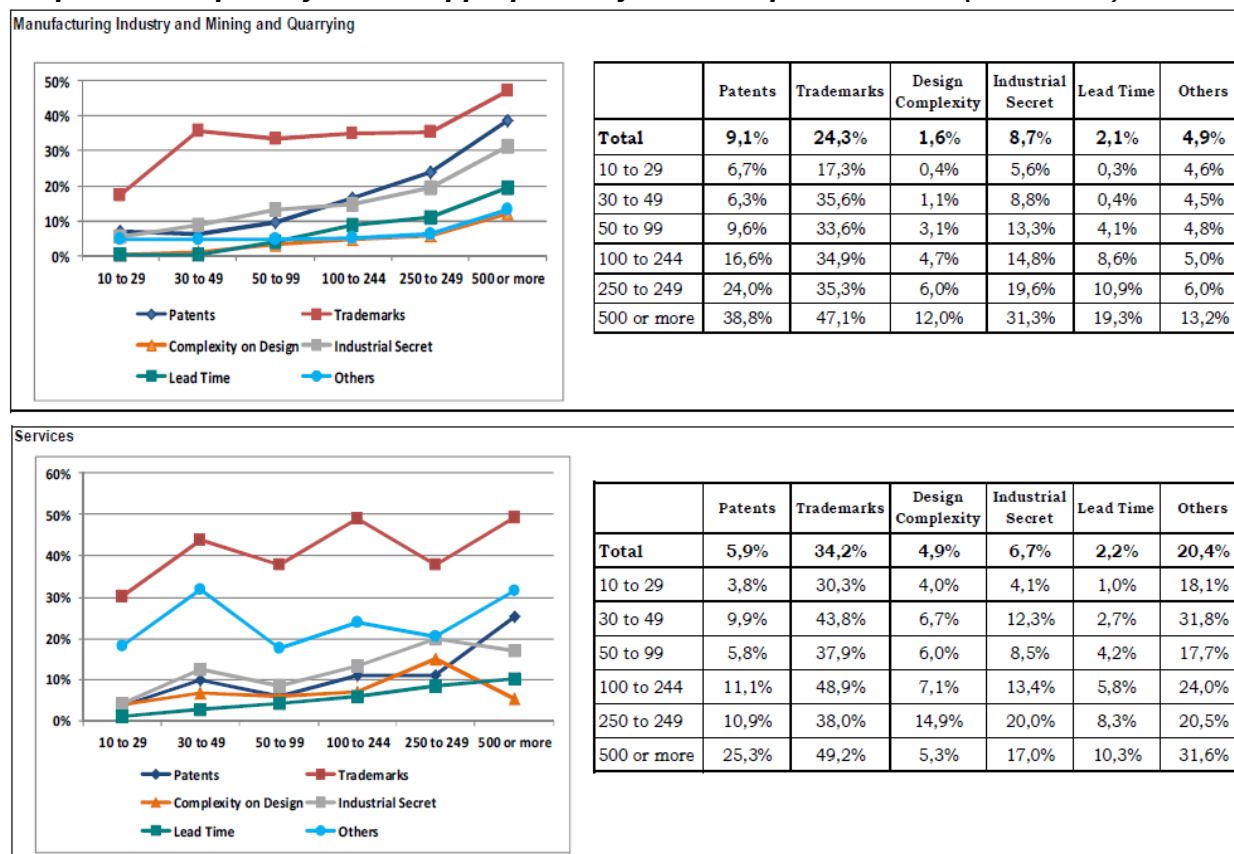 Manufacturing Industry and Mining and Quarrying
50%
40%
30%
20%
10%
0%
10 to 29 30 to 49 50 to 99 100 to 244 250 to 249 500 or more
Patents Trademarks
Complexity on Design Industrial Secret
Lead Time Others
Patents Trademarks Design Complexity Industrial Secret Lead Time Others
Total 9,1% 24,3% 1,6% 8,7% 2,1% 4,9%
10 to 29 6,7% 17,3% 0,4% 5,6% 0,3% 4,6%
30 to 49 6,3% 35,6% 1,1% 8,8% 0,4% 4,5%
50 to 99 9,6% 33,6% 3,1% 13,3% 4,1% 4,8%
100 to 244 16,6% 34,9% 4,7% 14,8% 8,6% 5,0%
250 to 249 24,0% 35,3% 6,0% 19,6% 10,9% 6,0%
500 or more 38,8% 47,1% 12,0% 31,3% 19,3% 13,2%
Services
60%
50%
40%
30%
20%
10%
0%
10 to 29 30 to 49 50 to 99 100 to 244 250 to 249 500 or more
Patents Trademarks
Complexity on Design Industrial Secret
Lead Time Others
Patents Trademarks Design Complexity Industrial Secret Lead Time Others
Total 5,9% 34,2% 4,9% 6,7% 2,2% 20,4%
10 to 29 3,8% 30,3% 4,0% 4,1% 1,0% 18,1%
30 to 49 9,9% 43,8% 6,7% 12,3% 2,7% 31,8%
50 to 99 5,8% 37,9% 6,0% 8,5% 4,2% 17,7%
100 to 244 11,1% 48,9% 7,1% 13,4% 5,8% 24,0%
250 to 249 10,9% 38,0% 14,9% 20,0% 8,3% 20,5%
500 or more 25,3% 49,2% 5,3% 17,0% 10,3% 31,6%